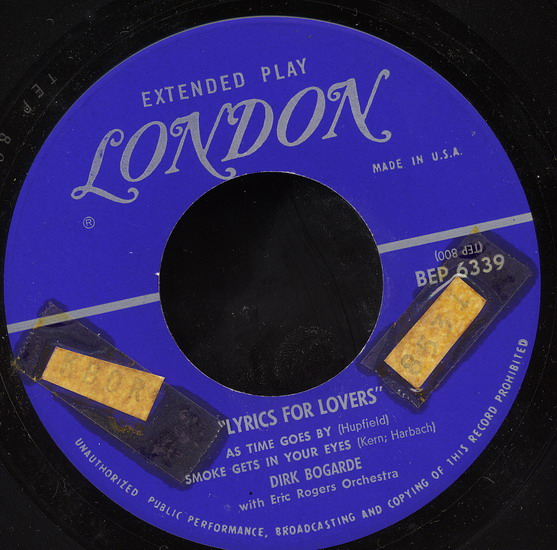 EXTENDED PLAY
LONDON
MADE IN U.S.A.
®
(TEP 800)
BEP 6339
"LYRICS FOR LOVERS"
AS TIME GOES BY (Hupfield)
SMOKE GETS IN YOUR EYES (Kern; Harbach)
DIRK BOGARDE
with Eric Rogers Orchestra
UNAUTHORIZED PUBLIC PERFORMANCE, BROADCASTING AND COPYING OF THIS RECORD PROHIBITED